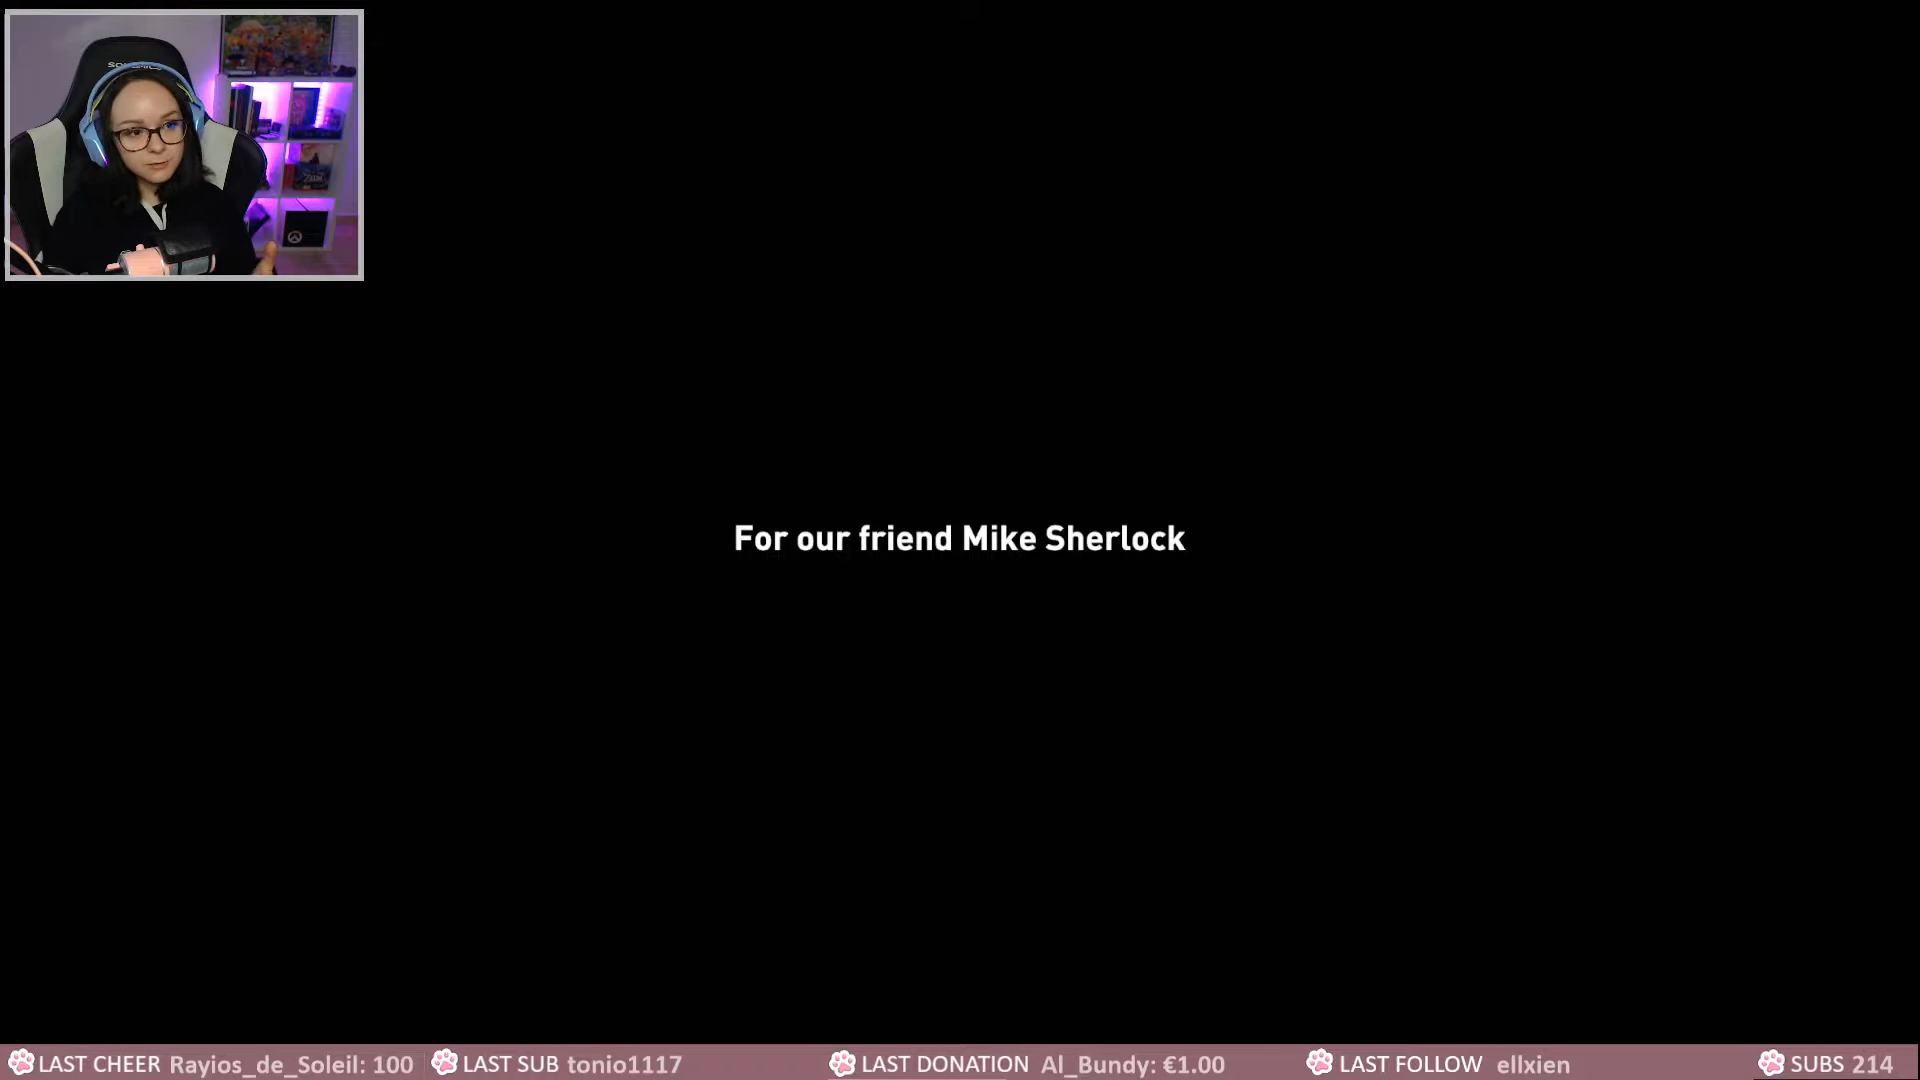 For our friend Mike Sherlock
LAST CHEER Rayios_de_Soleil: 100 LAST SUB tonio1117 LAST DONATION Al_Bundy: €1.00 LAST FOLLOW ellxien SUBS 214